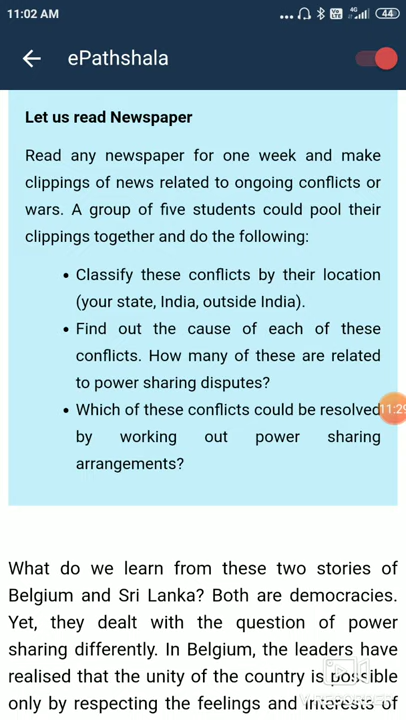 11:02 AM
4G
44
ePathshala
Let us read Newspaper
Read any newspaper for one week and make
clippings of news related to ongoing conflicts or
wars. A group of five students could pool their
clippings together and do the following:
• Classify these conflicts by their location
(your state, India, outside India).
• Find out the cause of each of these
conflicts. How many of these are related
to power sharing disputes?
• Which of these conflicts could be resolved
11:29
by working out power sharing
arrangements?
What do we learn from these two stories of
Belgium and Sri Lanka? Both are democracies.
Yet, they dealt with the question of power
sharing differently. In Belgium, the leaders have
realised that the unity of the country is possible
only by respecting the feelings and interests of